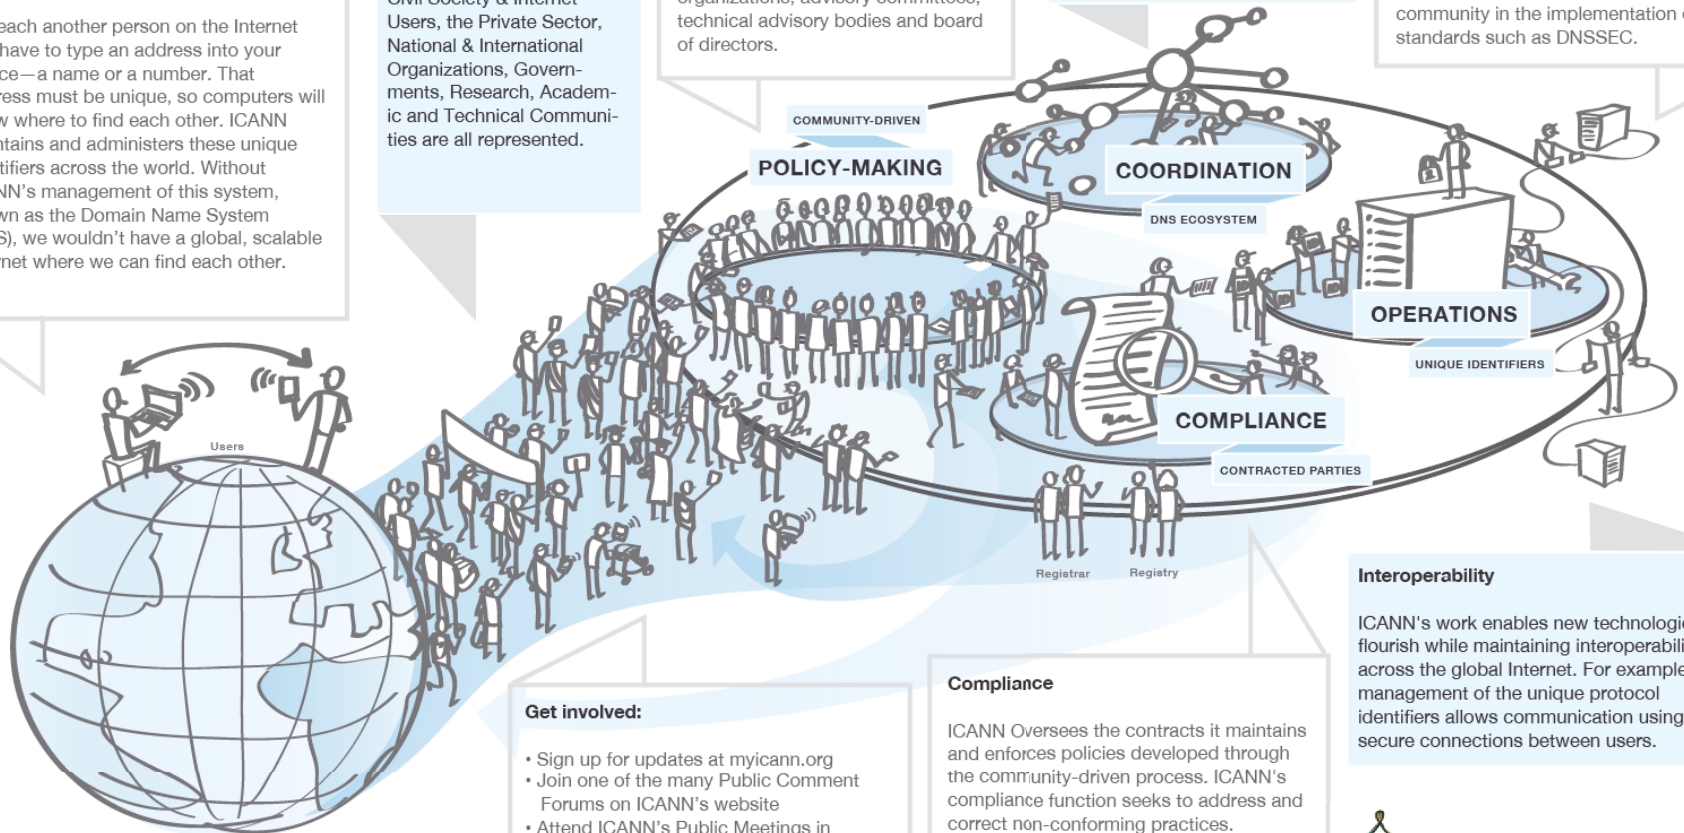 each another person on the Internet
have to type an address into your
a name or a number. That
must be unique, so computers will
where to find each other. ICANN
and administers these unique
across the world. Without
management of this system,
as the Domain Name System
we wouldn't have a global, scalable
where we can find each other.
Civil Society & Internet
Users, the Private Sector,
National & International
Organizations, Govern-
ments, Research, Academ-
ic and Technical Communi-
ties are all represented.
organizations, advisory committees,
technical advisory bodies and board
of directors.
community in the implementation
standards such as DNSSEC.
COMMUNITY-DRIVEN
POLICY-MAKING
COORDINATION
DNS ECOSYSTEM
OPERATIONS
UNIQUE IDENTIFIERS
COMPLIANCE
CONTRACTED PARTIES
Users
Registrar
Registry
Get involved:
• Sign up for updates at myicann.org
• Join one of the many Public Comment
Forums on ICANN's website
• Attend ICANN's Public Meetings in
Compliance
ICANN Oversees the contracts it maintains
and enforces policies developed through
the community-driven process. ICANN's
compliance function seeks to address and
correct non-conforming practices.
Interoperability
ICANN's work enables new
flourish while maintaining
across the global Internet. For example
management of the unique protocol
identifiers allows communication using
secure connections between users.